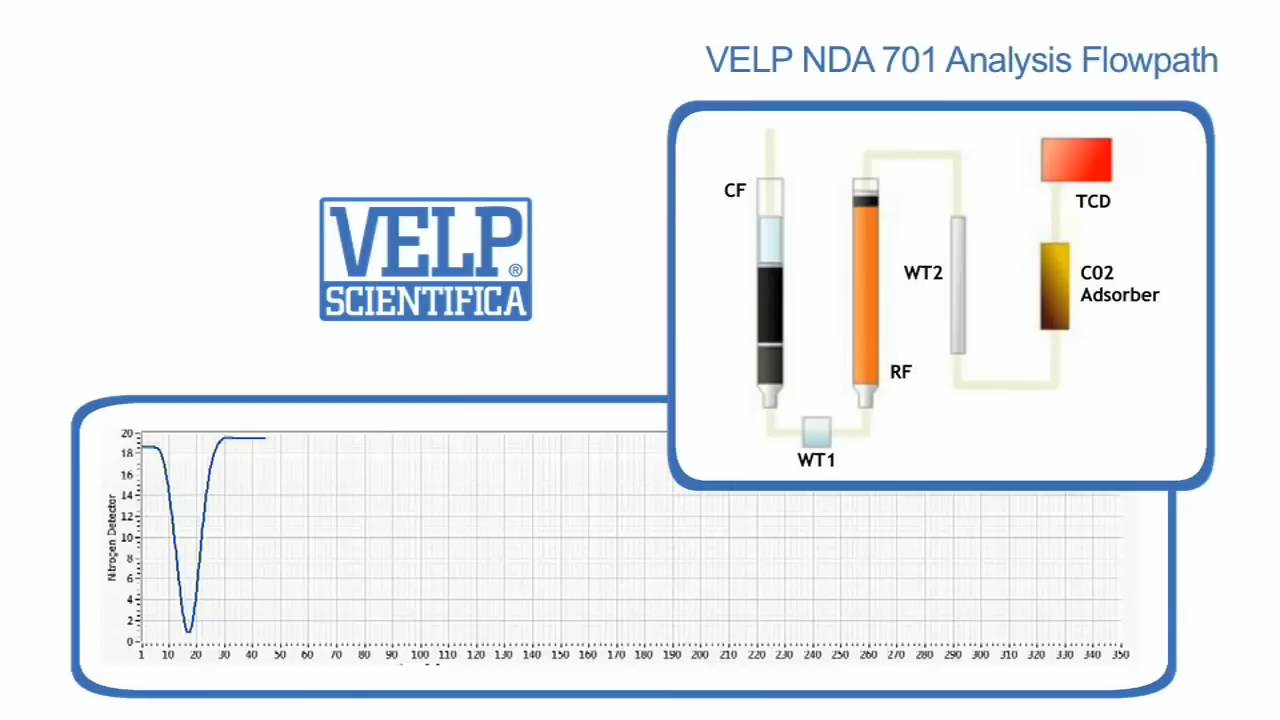 VELP NDA 701 Analysis Flowpath
CF
TCD
WT2
C02
Adsorber
RF
WT1
VELP®
SCIENTIFICA
Nitrogen Detector
20
18
16
14
12
10
8
6
4
2
0
1 10 20 30 40 50 60 70 80 90 100 110 120 130 140 150 160 170 180 190 200 210 220 230 240 250 260 270 280 290 300 310 320 330 340 350